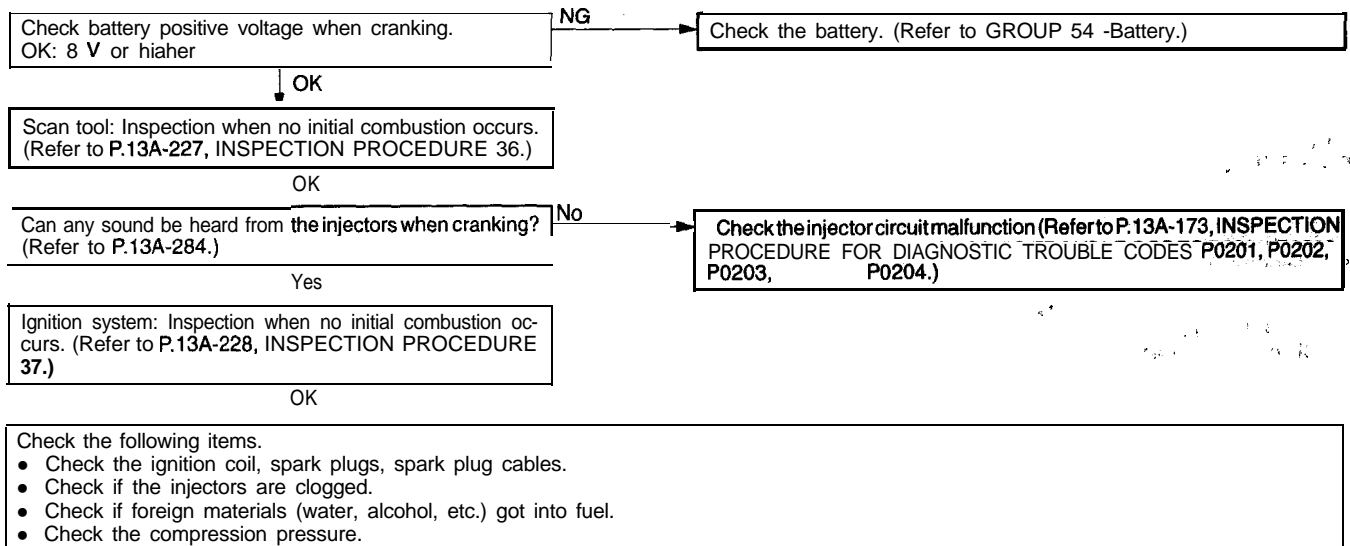 Check battery positive voltage when cranking.
OK: 8 V or hiaher
NG
Check the battery. (Refer to GROUP 54 -Battery.)
OK
Scan tool: Inspection when no initial combustion occurs.
(Refer to P.13A-227, INSPECTION PROCEDURE 36.)
OK
Can any sound be heard from the injectors when cranking?
(Refer to P.13A-284.)
No
Check the injector circuit malfunction (Refer to P.13A-173, INSPECTION
PROCEDURE FOR DIAGNOSTIC TROUBLE CODES P0201, P0202,
P0203, P0204.)
Yes
Ignition system: Inspection when no initial combustion oc-
curs. (Refer to P.13A-228, INSPECTION PROCEDURE
37.)
OK
Check the following items.
● Check the ignition coil, spark plugs, spark plug cables.
● Check if the injectors are clogged.
● Check if foreign materials (water, alcohol, etc.) got into fuel.
● Check the compression pressure.